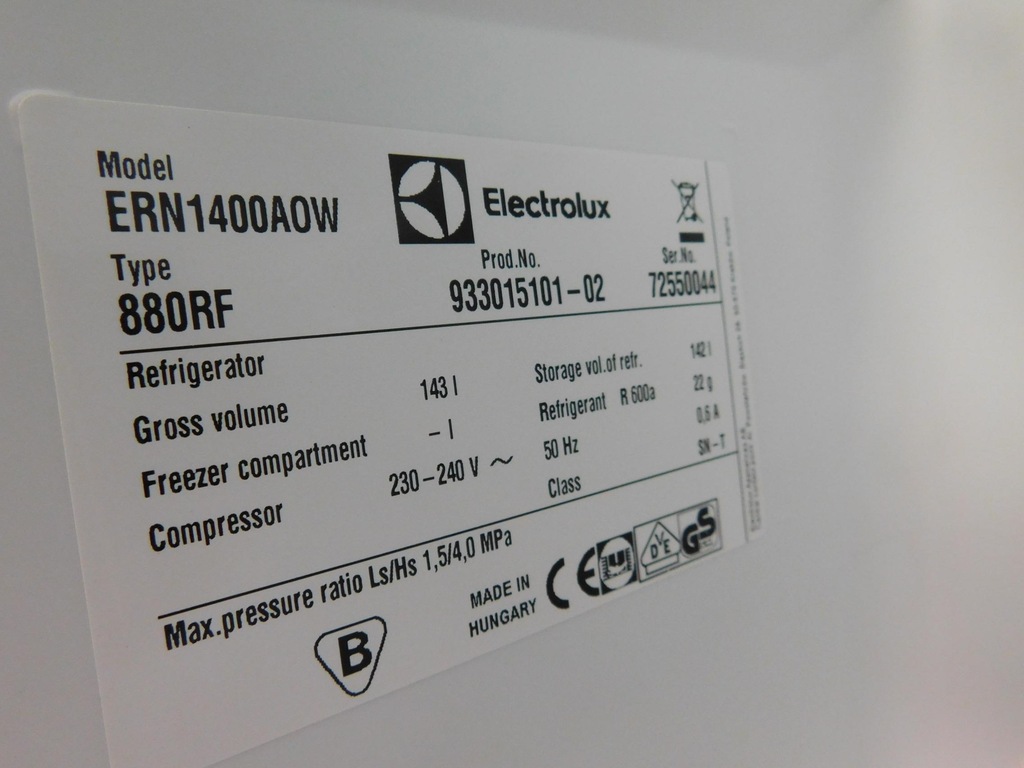 Model
ERN1400AOW
Electrolux
Type
880RF
Prod.No.
933015101-02
Ser.No.
72550044
Refrigerator
Gross volume 143 l Storage vol.of refr. 142 l
Freezer compartment - l Refrigerant R 600a 22 g
Compressor 230-240 V ~ 50 Hz 0,6 A
Class SN-T
Max.pressure ratio Ls/Hs 1,5/4,0 MPa
B
MADE IN
HUNGARY
CE
DVE
GS